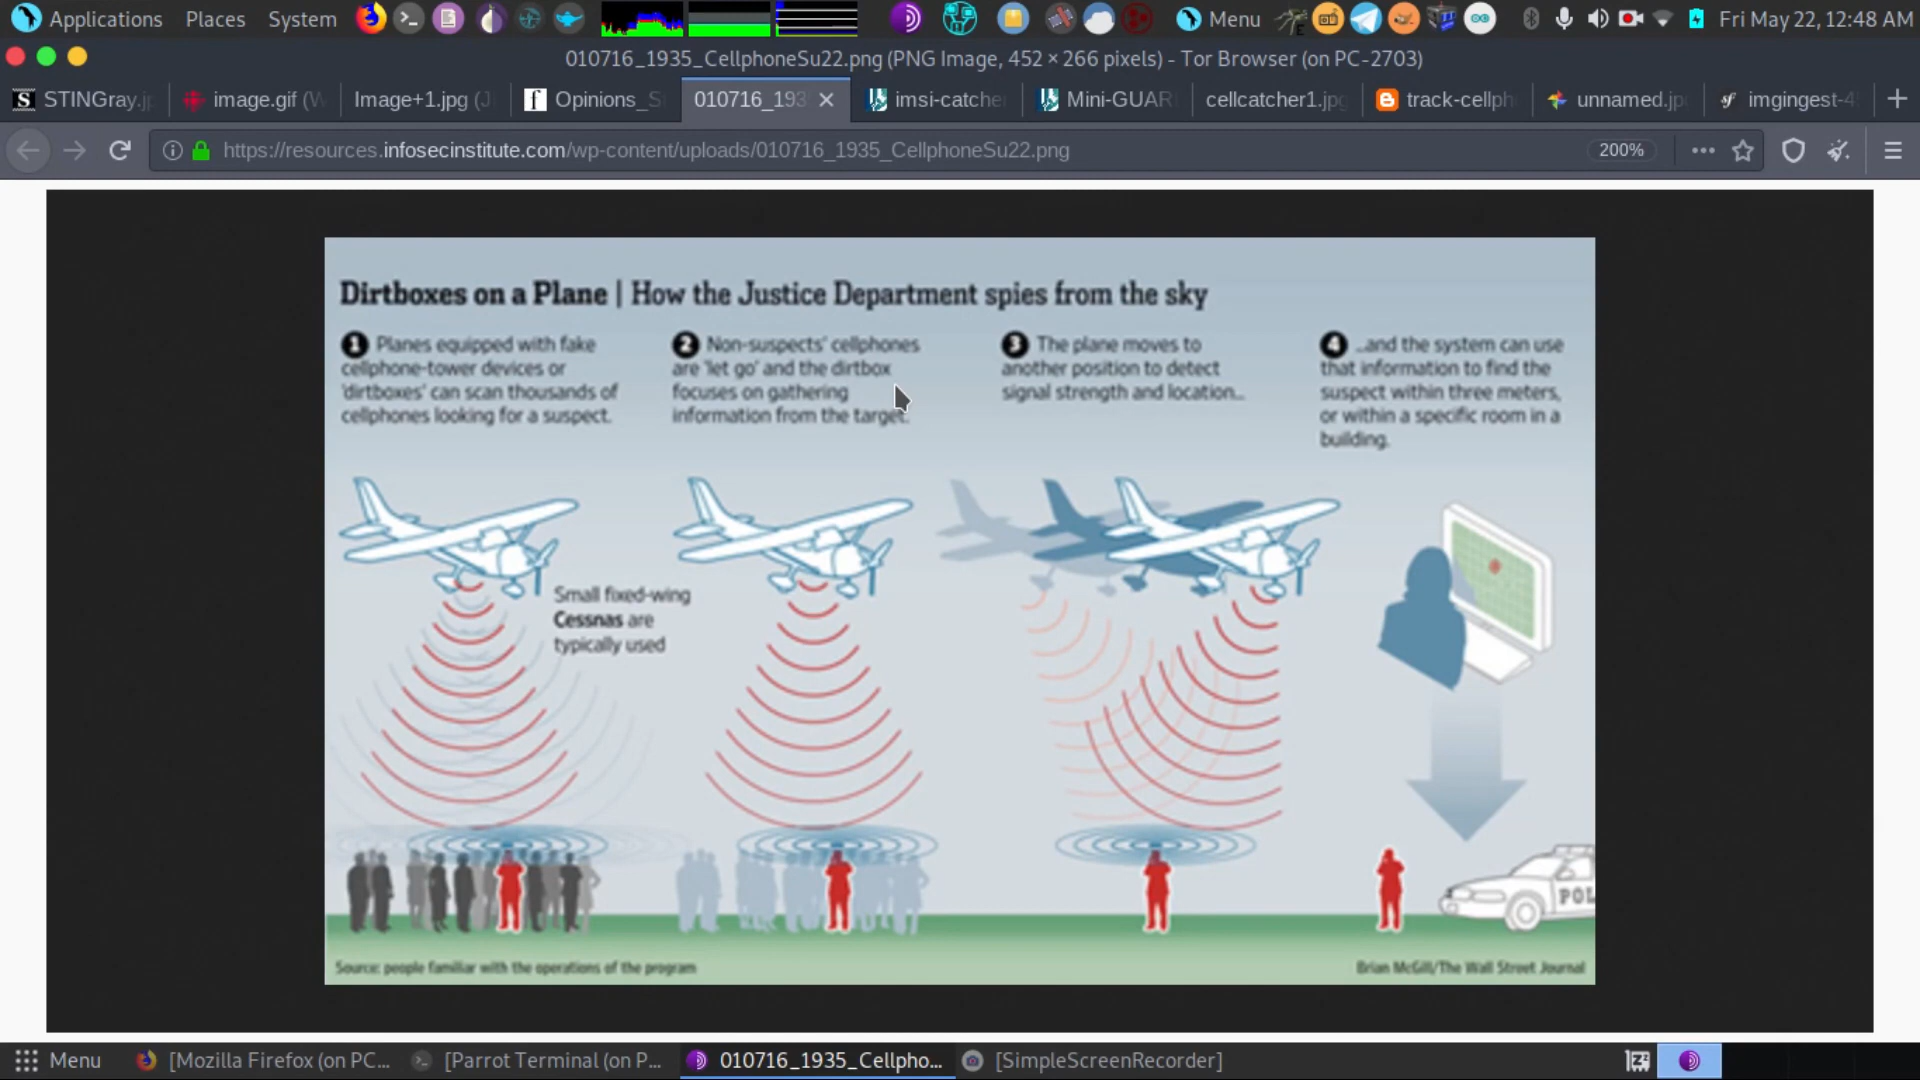 Applications Places System Menu Fri May 22, 12:48 AM
010716_1935_CellphoneSu22.png (PNG Image, 452 × 266 pixels) - Tor Browser (on PC-2703)
STINGray.j image.gif (W Image+1.jpg (J Opinions_S 010716_193 imsi-catche Mini-GUAR cellcatcher1.jpg track-cellph unnamed.jp imgingest-4
https://resources.infosecinstitute.com/wp-content/uploads/010716_1935_CellphoneSu22.png 200%
Dirtboxes on a Plane | How the Justice Department spies from the sky
1 Planes equipped with fake
cellphone-tower devices or
'dirtboxes' can scan thousands of
cellphones looking for a suspect.
2 Non-suspects' cellphones
are 'let go' and the dirtbox
focuses on gathering
information from the target.
3 The plane moves to
another position to detect
signal strength and location...
4 ...and the system can use
that information to find the
suspect within three meters,
or within a specific room in a
building.
Small fixed-wing
Cessnas are
typically used
POL
Source: people familiar with the operations of the program
Brian McGill/The Wall Street Journal
Menu [Mozilla Firefox (on PC... [Parrot Terminal (on P... 010716_1935_Cellpho... [SimpleScreenRecorder]